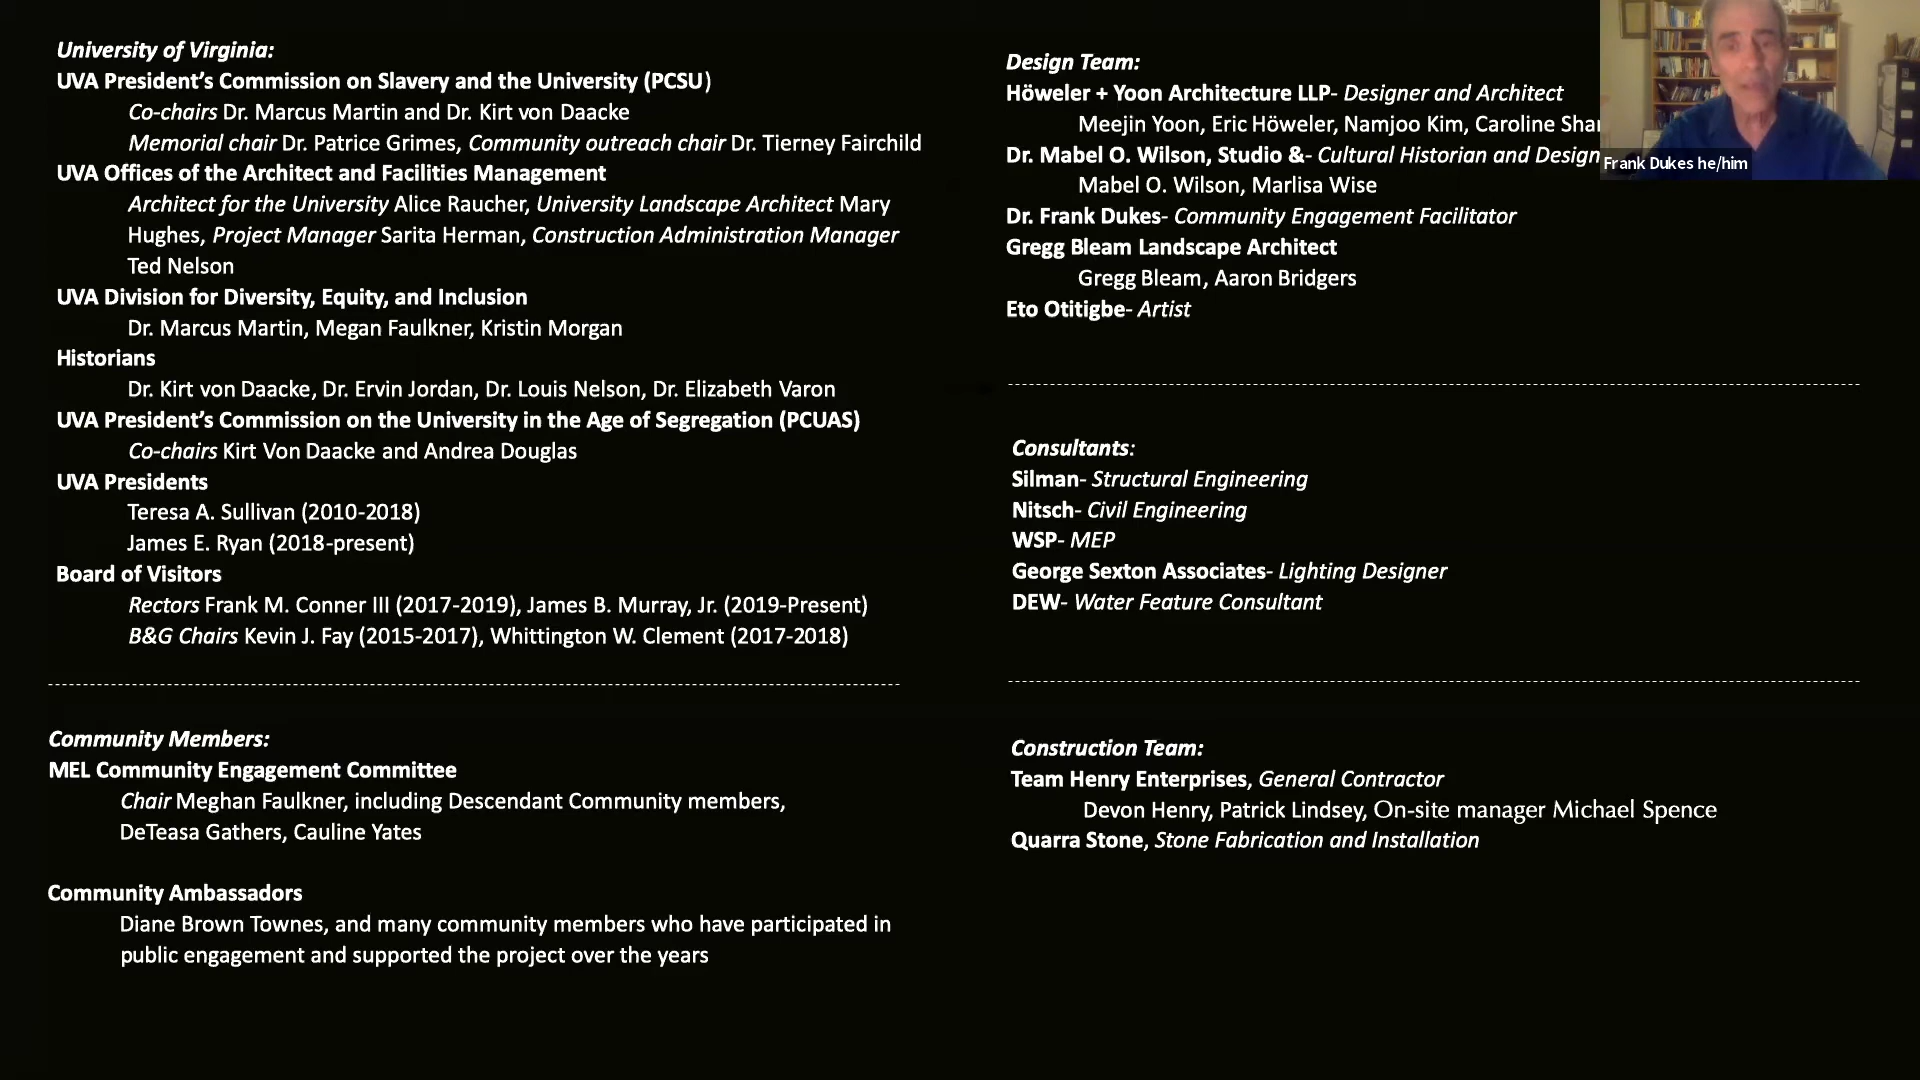 University of Virginia:
UVA President’s Commission on Slavery and the University (PCSU)
Co-chairs Dr. Marcus Martin and Dr. Kirt von Daacke
Memorial chair Dr. Patrice Grimes, Community outreach chair Dr. Tierney Fairchild
UVA Offices of the Architect and Facilities Management
Architect for the University Alice Raucher, University Landscape Architect Mary
Hughes, Project Manager Sarita Herman, Construction Administration Manager
Ted Nelson
UVA Division for Diversity, Equity, and Inclusion
Dr. Marcus Martin, Megan Faulkner, Kristin Morgan
Historians
Dr. Kirt von Daacke, Dr. Ervin Jordan, Dr. Louis Nelson, Dr. Elizabeth Varon
UVA President’s Commission on the University in the Age of Segregation (PCUAS)
Co-chairs Kirt Von Daacke and Andrea Douglas
UVA Presidents
Teresa A. Sullivan (2010-2018)
James E. Ryan (2018-present)
Board of Visitors
Rectors Frank M. Conner III (2017-2019), James B. Murray, Jr. (2019-Present)
B&G Chairs Kevin J. Fay (2015-2017), Whittington W. Clement (2017-2018)
Community Members:
MEL Community Engagement Committee
Chair Meghan Faulkner, including Descendant Community members,
DeTeasa Gathers, Cauline Yates
Community Ambassadors
Diane Brown Townes, and many community members who have participated in
public engagement and supported the project over the years
Design Team:
Höweler + Yoon Architecture LLP- Designer and Architect
Meejin Yoon, Eric Höweler, Namjoo Kim, Caroline
Dr. Mabel O. Wilson, Studio &- Cultural Historian and Design
Mabel O. Wilson, Marlisa Wise
Dr. Frank Dukes- Community Engagement Facilitator
Gregg Bleam Landscape Architect
Gregg Bleam, Aaron Bridgers
Eto Otitigbe- Artist
Consultants:
Silman- Structural Engineering
Nitsch- Civil Engineering
WSP- MEP
George Sexton Associates- Lighting Designer
DEW- Water Feature Consultant
Construction Team:
Team Henry Enterprises, General Contractor
Devon Henry, Patrick Lindsey, On-site manager Michael Spence
Quarra Stone, Stone Fabrication and Installation
Frank Dukes he/him